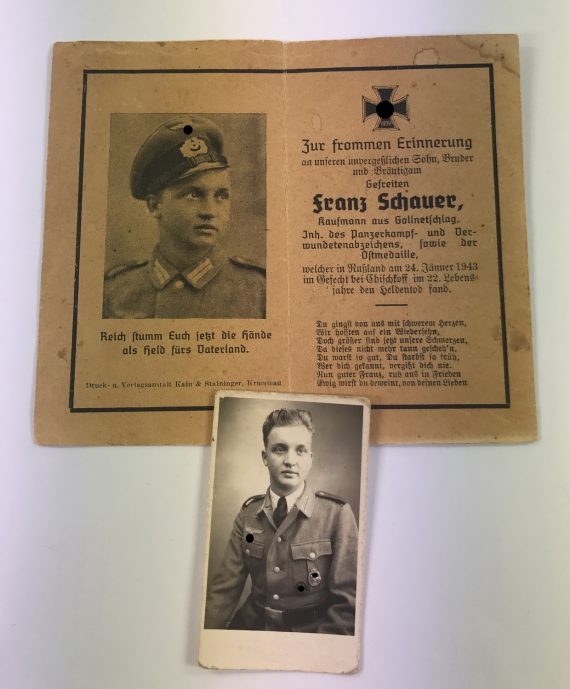 Reich stumm Euch jetzt die Hände
als Held fürs Vaterland.
Druck- u. Verlagsanstalt Kain & Staininger, Krummau
1939
Zur frommen Erinnerung
an unseren unvergeßlichen Sohn, Bruder
und Bräutigam
Gefreiten
Franz Schauer,
Kaufmann aus Gollnetschlag,
Inh. des Panzerkampf- und Ver-
wundetenabzeichens, sowie der
Ostmedaille,
welcher in Rußland am 24. Jänner 1943
im Gefecht bei Chischkoff im 22. Lebens-
jahre den Heldentod fand.
Du gingst von uns mit schwerem Herzen,
Wir hofften auf ein Wiedersehn,
Doch größer sind jetzt unsere Schmerzen,
Da dieses nicht mehr kann gescheh'n.
Du warst so gut, Du starbst so früh,
Wer dich gekannt, vergißt dich nie.
Nun guter Franz, ruh aus in Frieden
Ewig wirst du beweint, von deinen Lieben